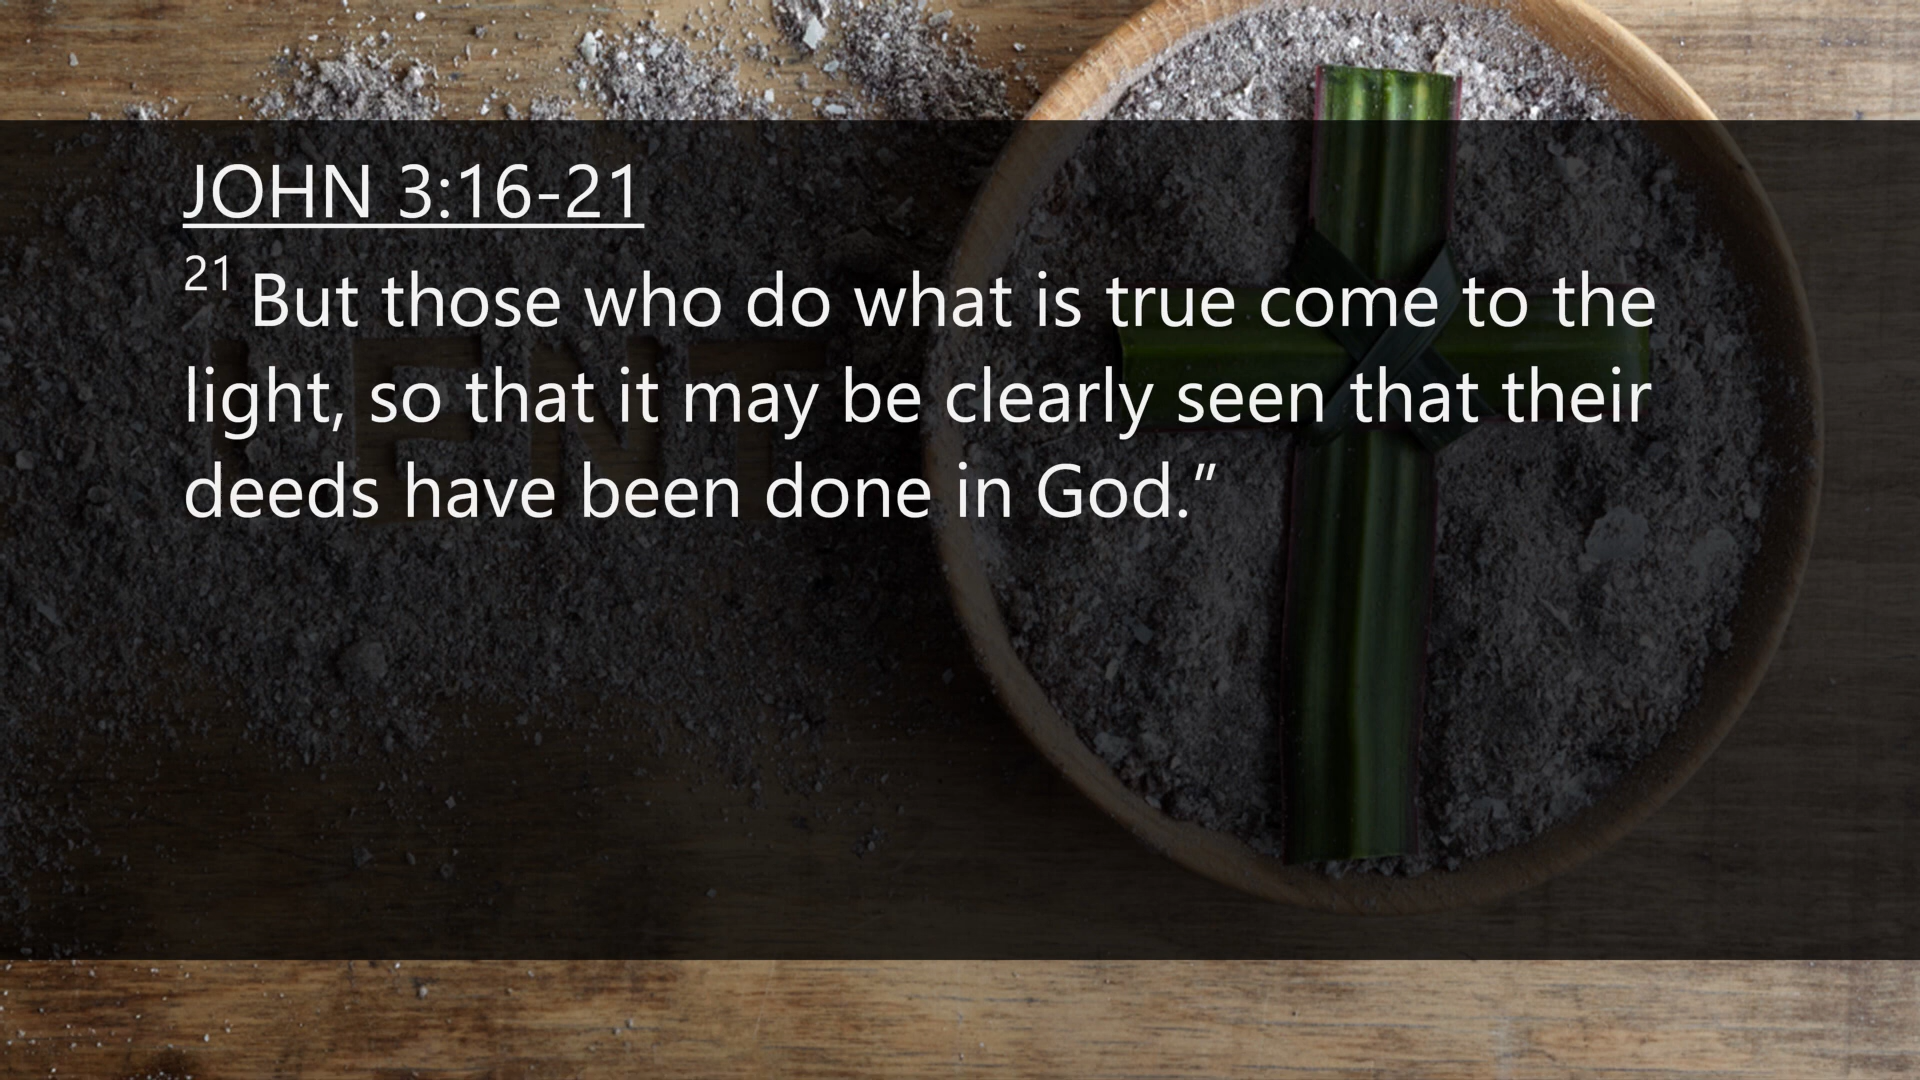 JOHN 3:16-21
21 But those who do what is true come to the
light, so that it may be clearly seen that their
deeds have been done in God.”
LENT